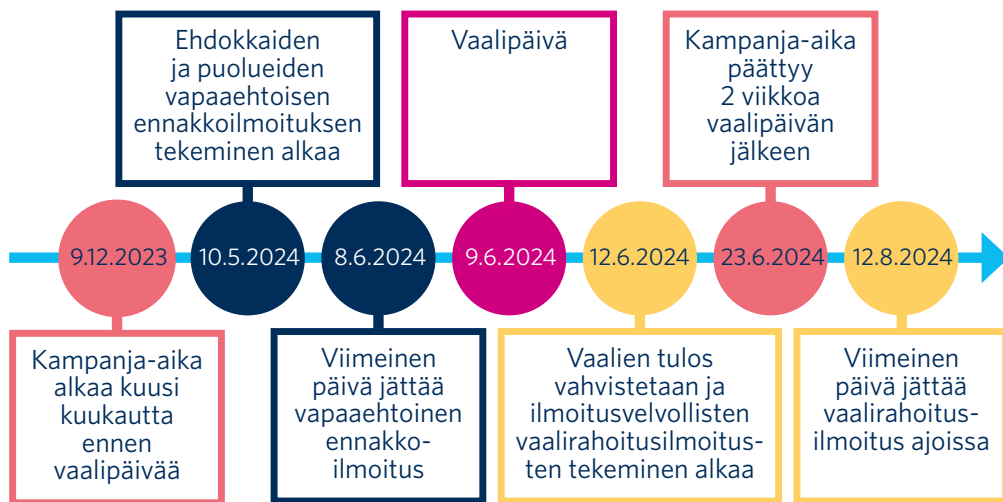 Ehdokkaiden
ja puolueiden
vapaaehtoisen
ennakkoilmoituksen
tekeminen alkaa
Vaalipäivä
Kampanja-aika
päättyy
2 viikkoa
vaalipäivän
jälkeen
9.12.2023
10.5.2024
8.6.2024
9.6.2024
12.6.2024
23.6.2024
12.8.2024
Kampanja-aika
alkaa kuusi
kuukautta
ennen
vaalipäivää
Viimeinen
päivä jättää
vapaaehtoinen
ennakko-
ilmoitus
Vaalien tulos
vahvistetaan ja
ilmoitusvelvollisten
vaalirahoitusilmoitus-
ten tekeminen alkaa
Viimeinen
päivä jättää
vaalirahoitus-
ilmoitus ajoissa